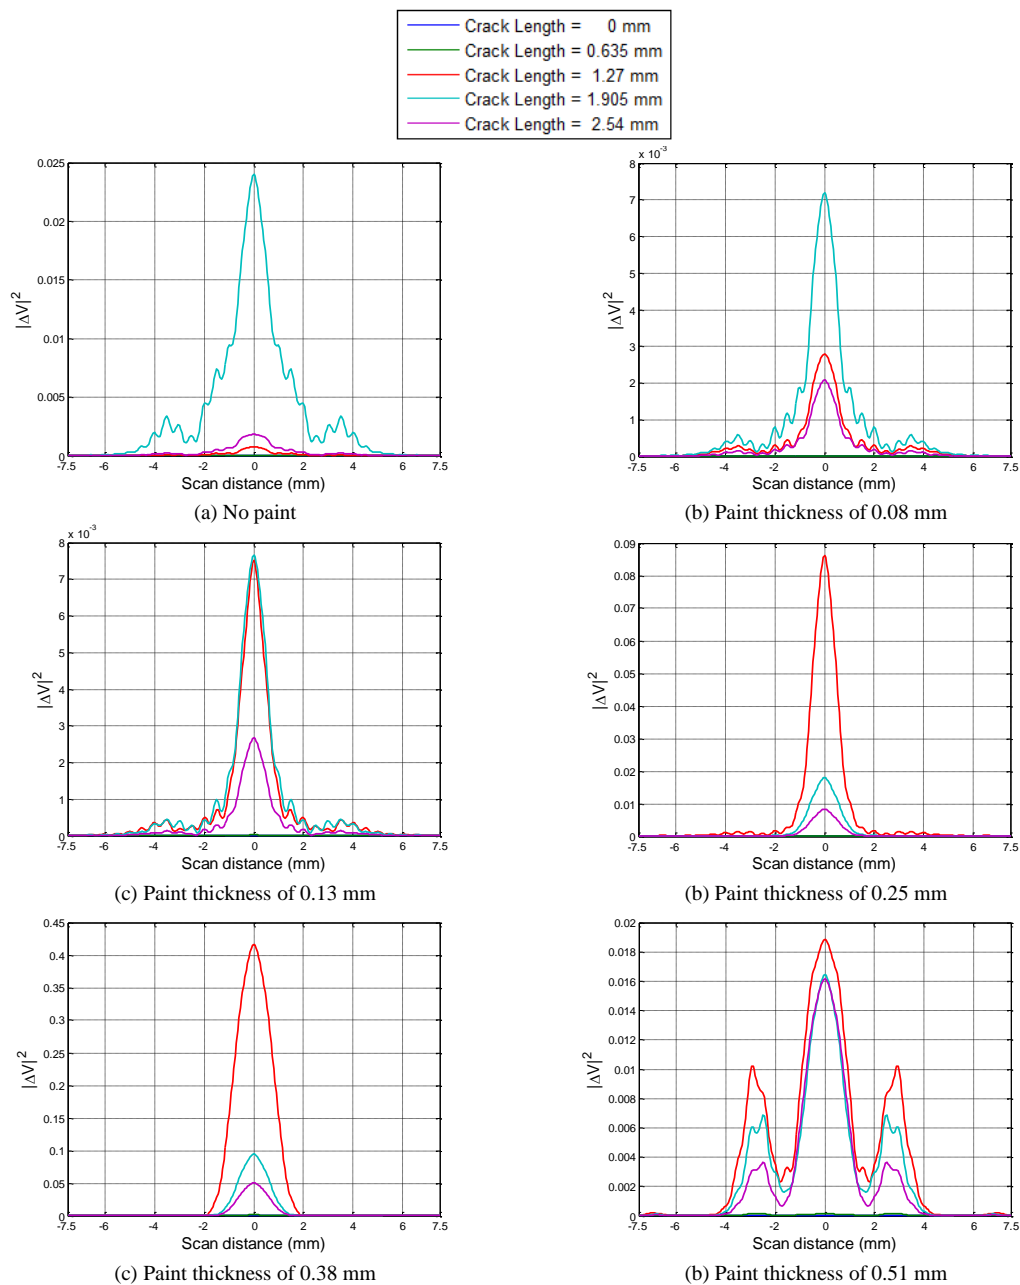 Crack Length = 0 mm
Crack Length = 0.635 mm
Crack Length = 1.27 mm
Crack Length = 1.905 mm
Crack Length = 2.54 mm
0.025
0.02
0.015
0.01
0.005
0
|ΔV|²
-7.5 -6 -4 -2 0 2 4 6 7.5
Scan distance (mm)
(a) No paint
x 10⁻³
8
7
6
5
4
3
2
1
0
|ΔV|²
-7.5 -6 -4 -2 0 2 4 6 7.5
Scan distance (mm)
(b) Paint thickness of 0.08 mm
x 10⁻³
8
7
6
5
4
3
2
1
0
|ΔV|²
-7.5 -6 -4 -2 0 2 4 6 7.5
Scan distance (mm)
(c) Paint thickness of 0.13 mm
0.09
0.08
0.07
0.06
0.05
0.04
0.03
0.02
0.01
0
|ΔV|²
-7.5 -6 -4 -2 0 2 4 6 7.5
Scan distance (mm)
(b) Paint thickness of 0.25 mm
0.45
0.4
0.35
0.3
0.25
0.2
0.15
0.1
0.05
0
|ΔV|²
-7.5 -6 -4 -2 0 2 4 6 7.5
Scan distance (mm)
(c) Paint thickness of 0.38 mm
0.02
0.018
0.016
0.014
0.012
0.01
0.008
0.006
0.004
0.002
0
|ΔV|²
-7.5 -6 -4 -2 0 2 4 6 7.5
Scan distance (mm)
(b) Paint thickness of 0.51 mm